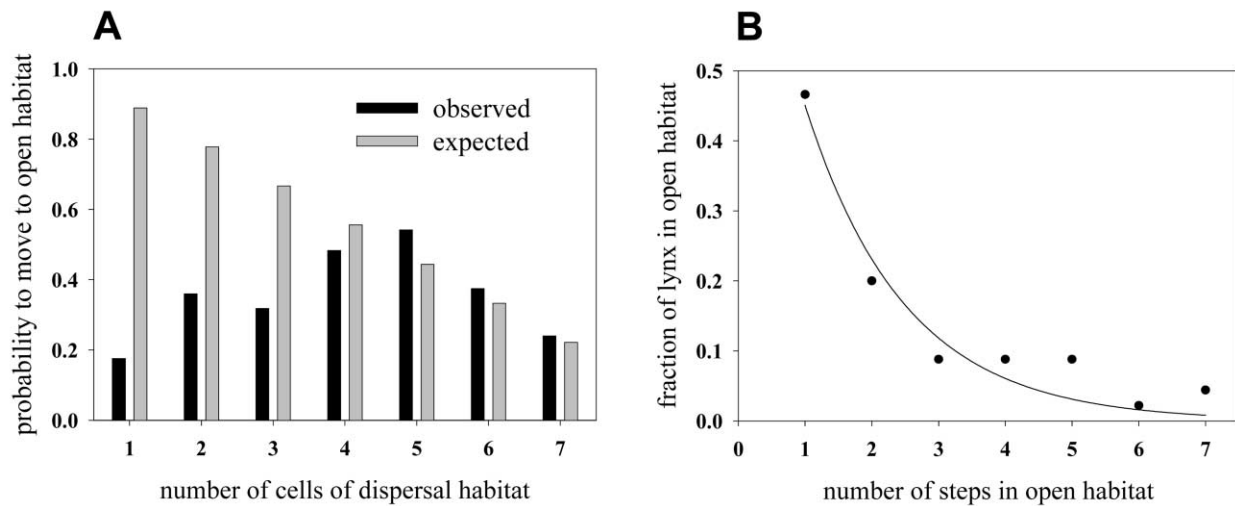 A
probability to move to open habitat
1.0
0.8
0.6
0.4
0.2
0.0
observed
expected
1 2 3 4 5 6 7
number of cells of dispersal habitat
B
fraction of lynx in open habitat
0.5
0.4
0.3
0.2
0.1
0.0
0 1 2 3 4 5 6 7
number of steps in open habitat